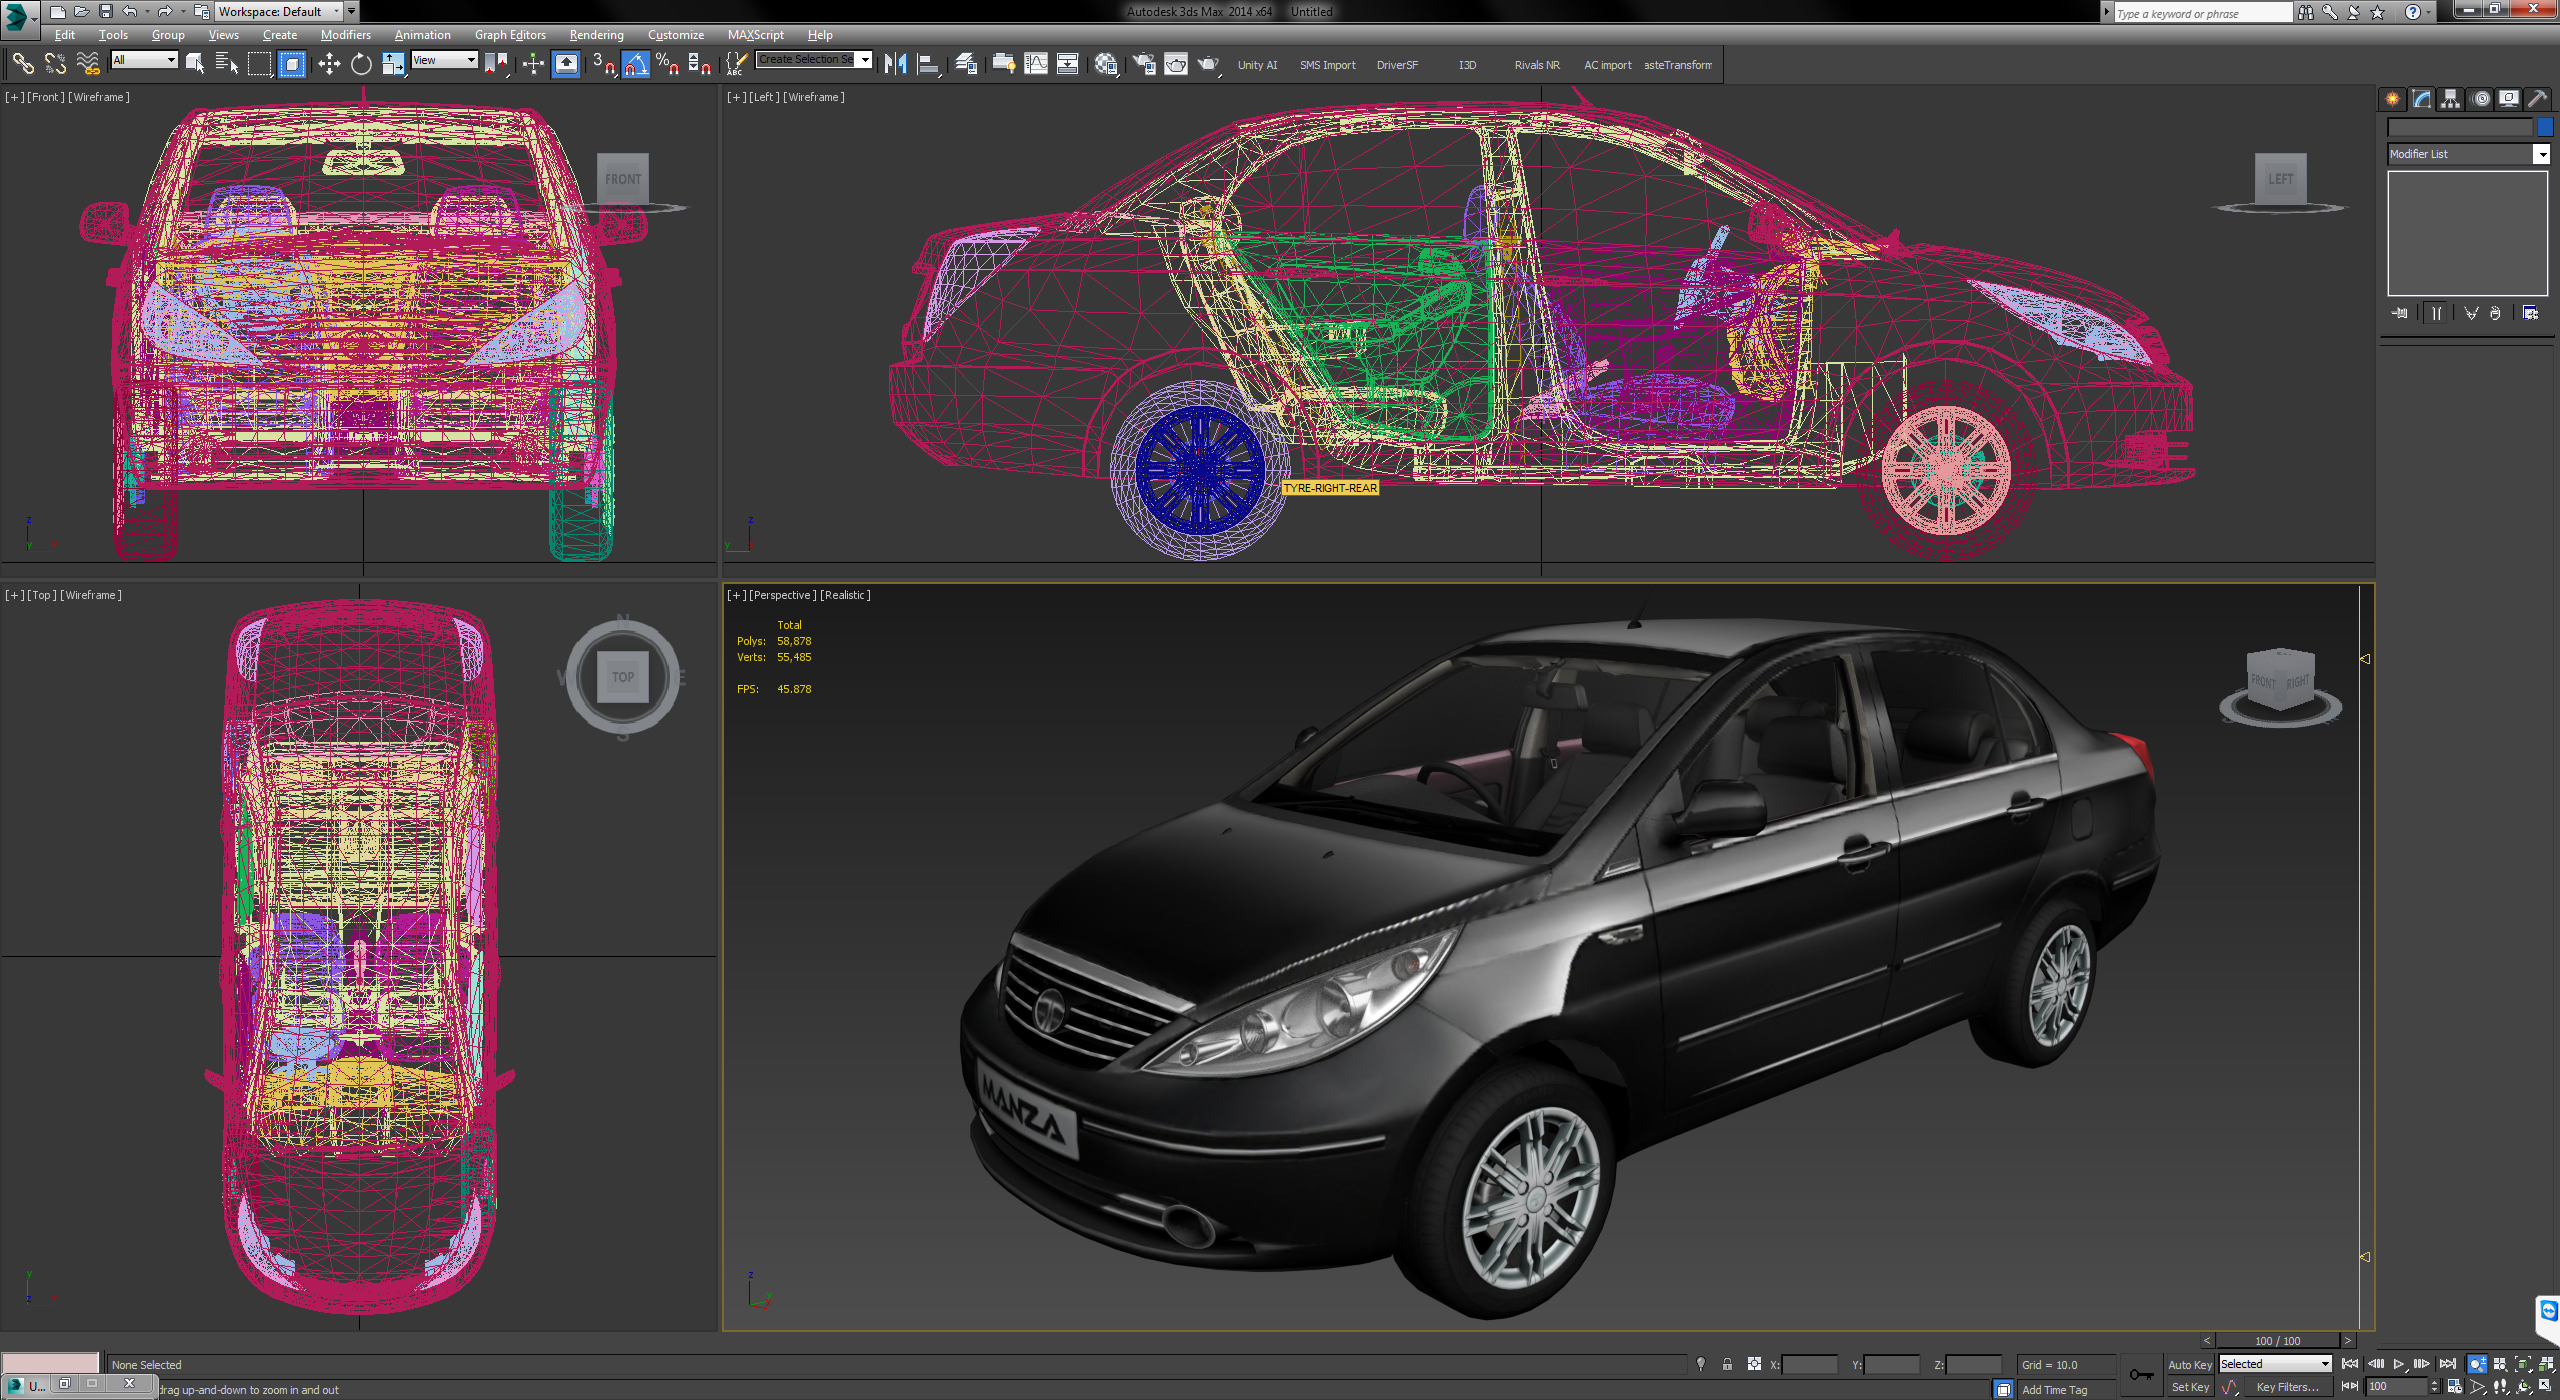 Workspace: Default
Autodesk 3ds Max 2014 x64 Untitled
Type a keyword or phrase
Edit Tools Group Views Create Modifiers Animation Graph Editors Rendering Customize MAXScript Help
All
View
3
%
ABC
Create Selection Se
Unity AI SMS Import DriverSF I3D Rivals NR AC import asteTransform
[+] [Front] [Wireframe]
FRONT
[+] [Left] [Wireframe]
LEFT
TYRE-RIGHT-REAR
z
y
z
y
Modifier List
[+] [Top] [Wireframe]
N
TOP
E
S
y
z
[+] [Perspective] [Realistic]
Total
Polys: 58,878
Verts: 55,485
FPS: 45.878
FRONT RIGHT
MANZA
z
y
< 100 / 100 >
None Selected
X: Y: Z: Grid = 10.0
Auto Key Selected
U...
drag up-and-down to zoom in and out
Add Time Tag
Set Key Key Filters... 100